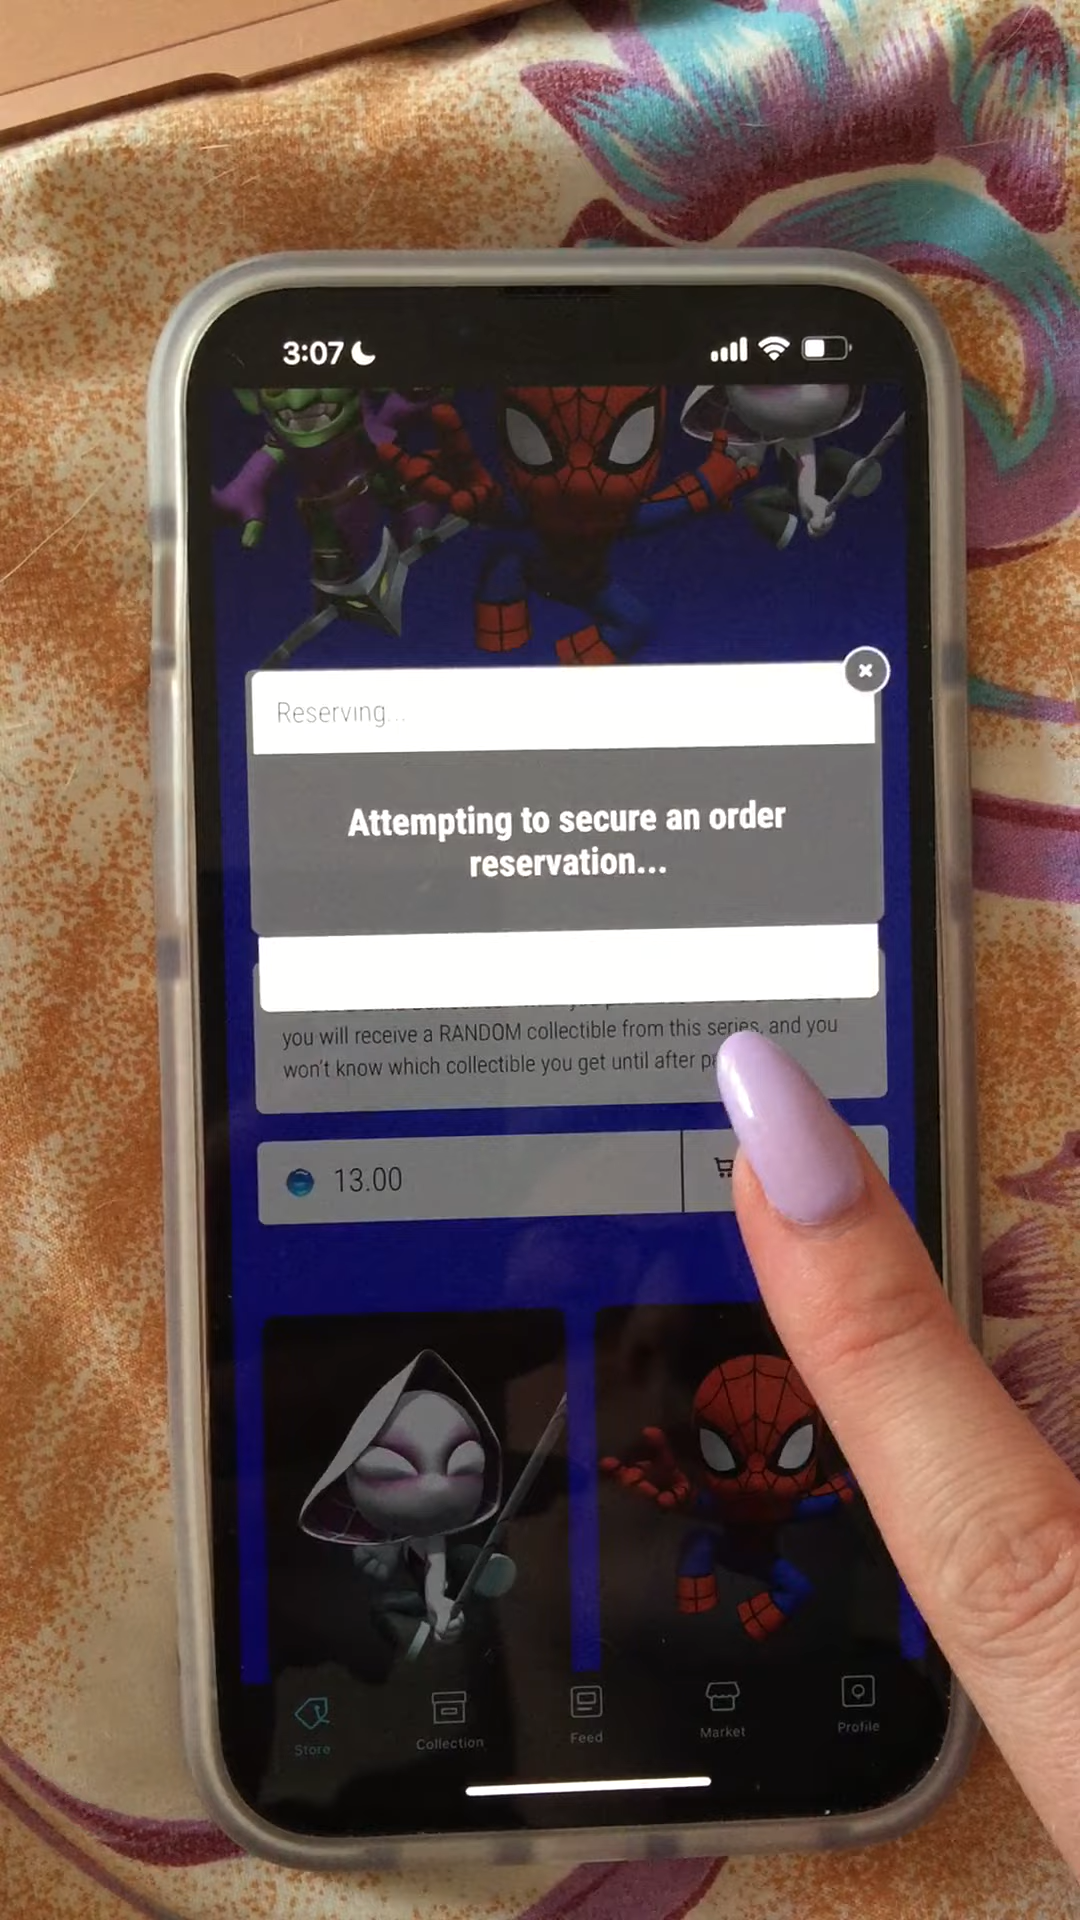 3:07
Reserving...
Attempting to secure an order
reservation...
you will receive a RANDOM collectible from this series, and you
won't know which collectible you get until after
13.00
Store
Collection
Feed
Market
Profile